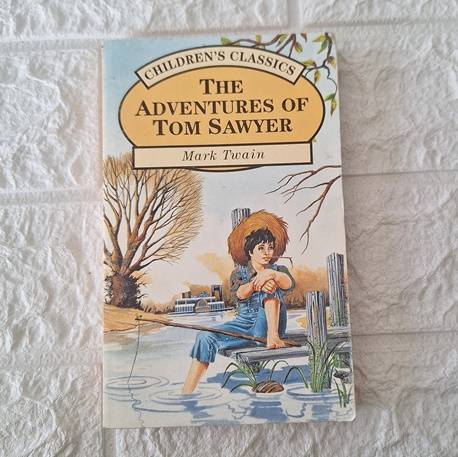 CHILDREN'S CLASSICS
THE
ADVENTURES OF
TOM SAWYER
Mark Twain